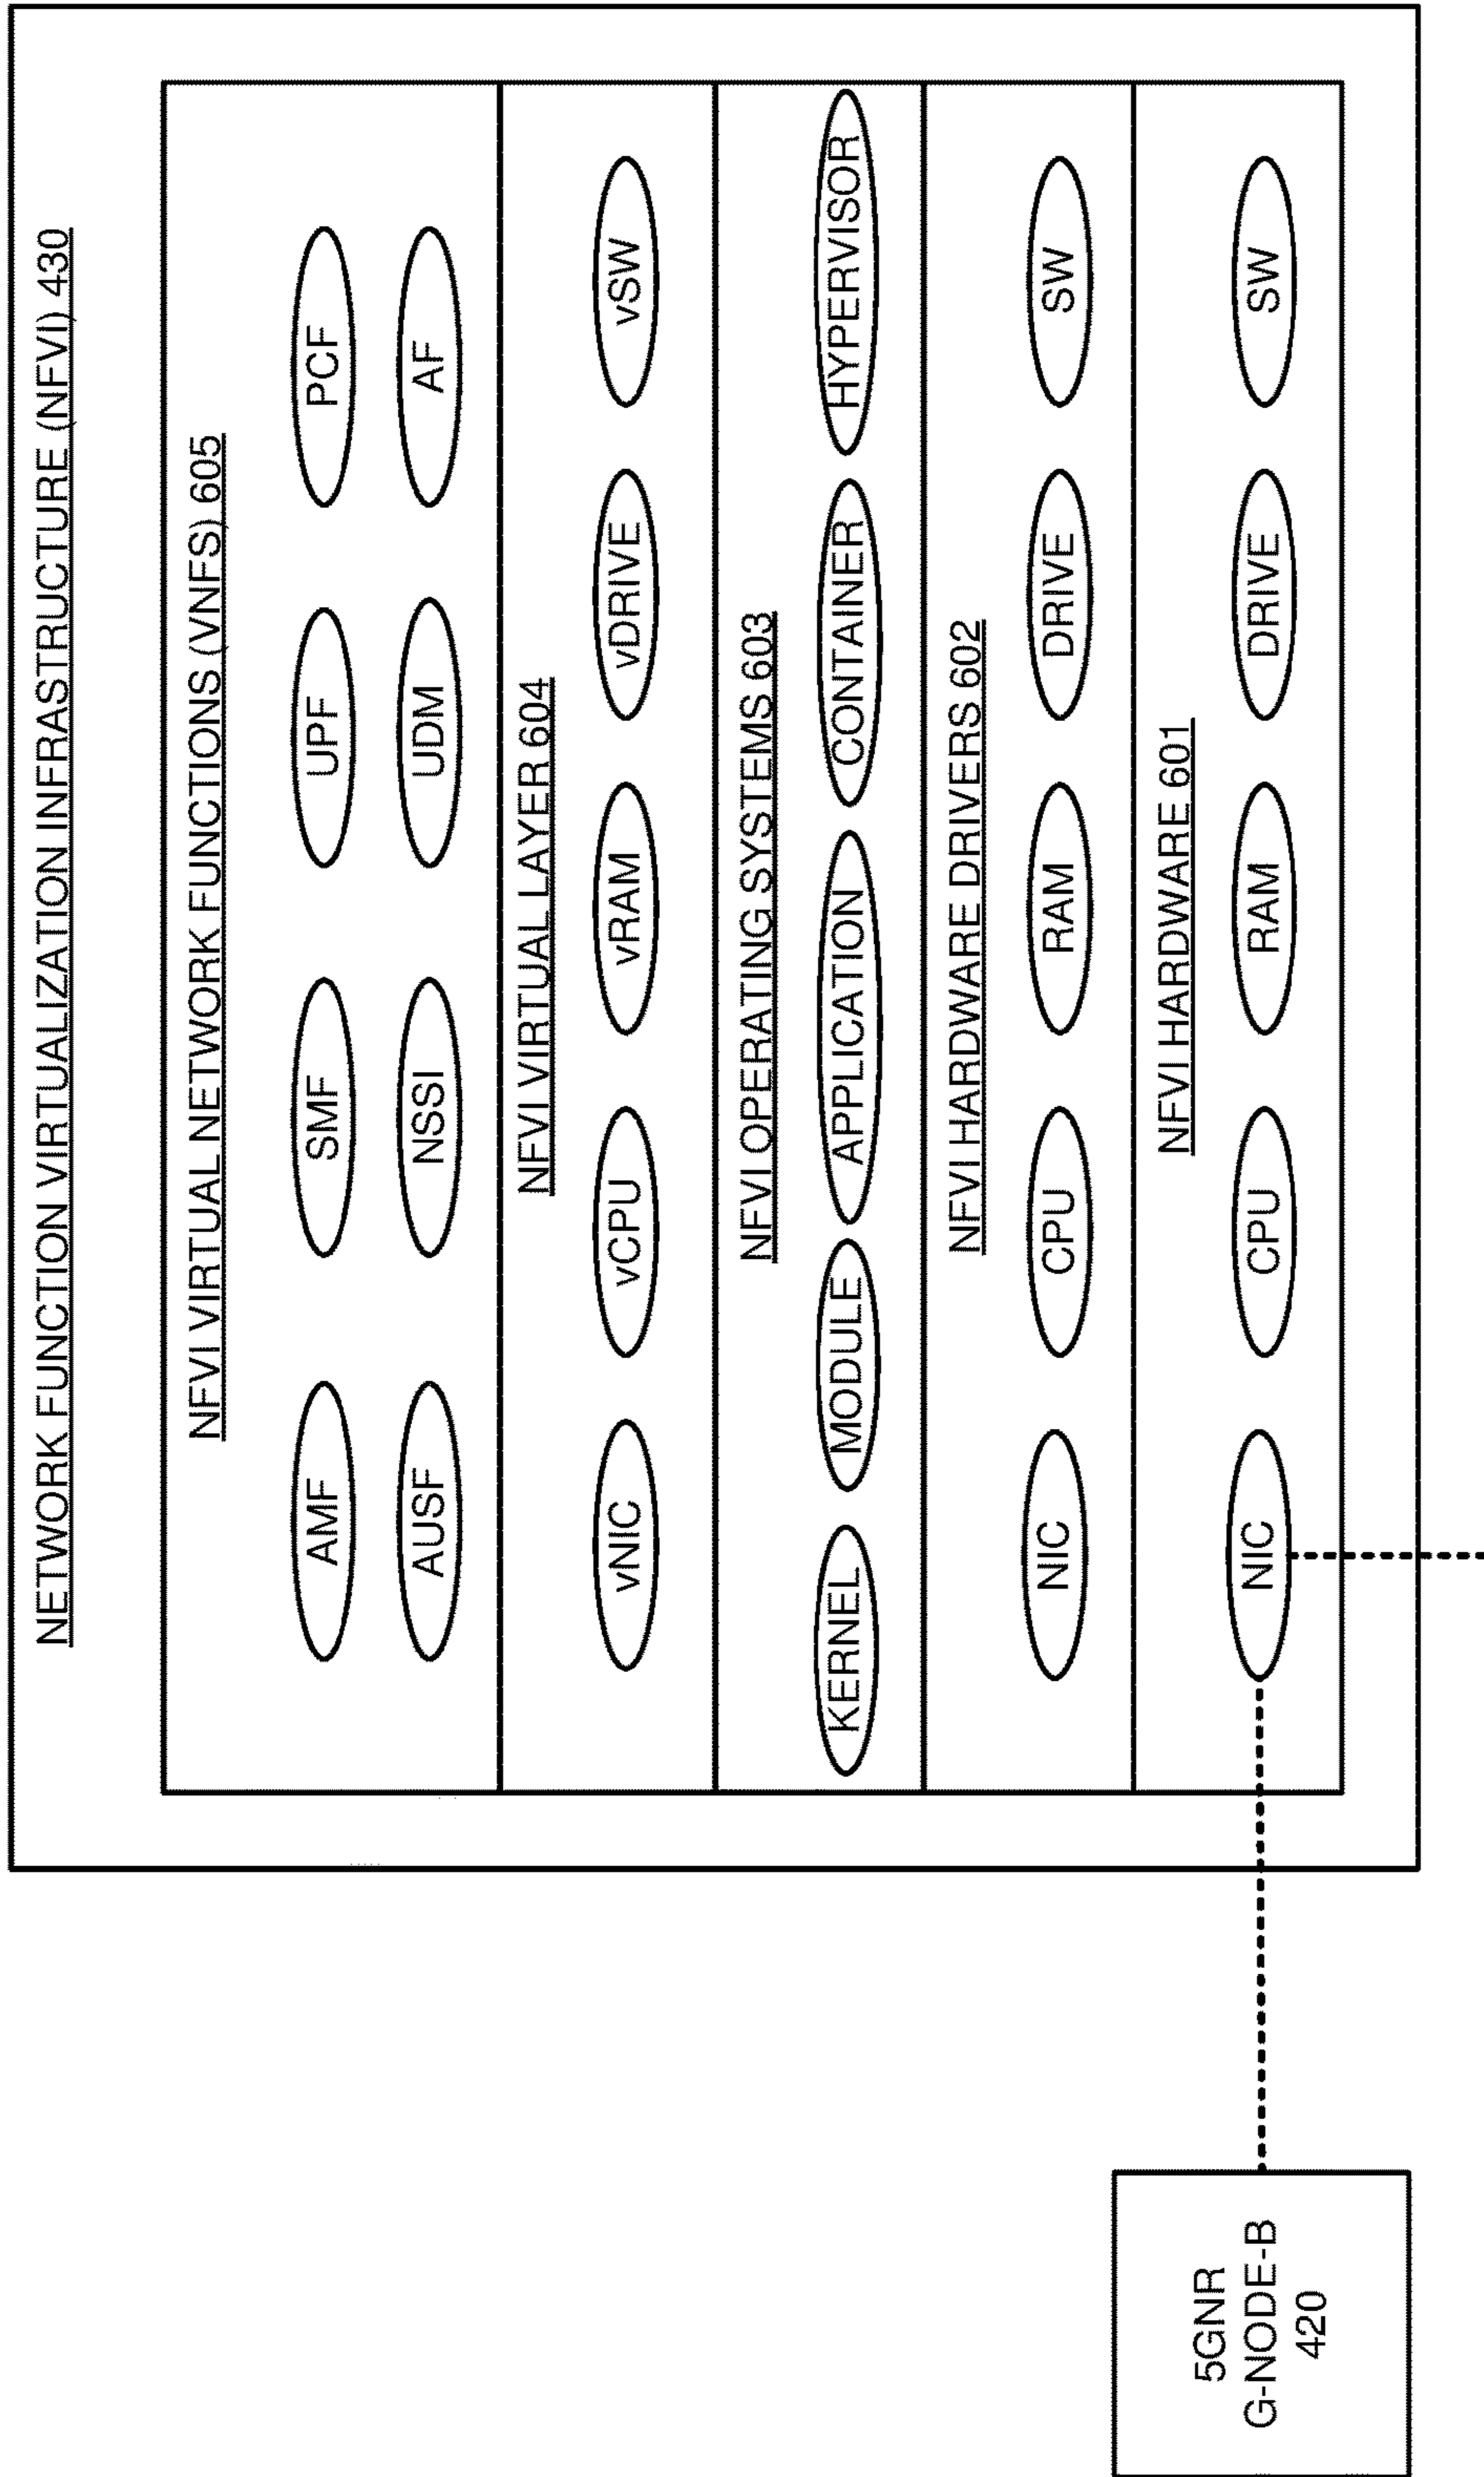 NETWORK FUNCTION VIRTUALIZATION INFRASTRUCTURE (NFVI) 430
NFVI VIRTUAL NETWORK FUNCTIONS (VNFS) 605
AMF SMF UPF PCF
AUSF NSSI UDM AF
NFVI VIRTUAL LAYER 604
vNIC vCPU vRAM vDRIVE vSW
NFVI OPERATING SYSTEMS 603
KERNEL MODULE APPLICATION CONTAINER HYPERVISOR
NFVI HARDWARE DRIVERS 602
NIC CPU RAM DRIVE SW
NFVI HARDWARE 601
NIC CPU RAM DRIVE SW
5GNR
G-NODE-B
420